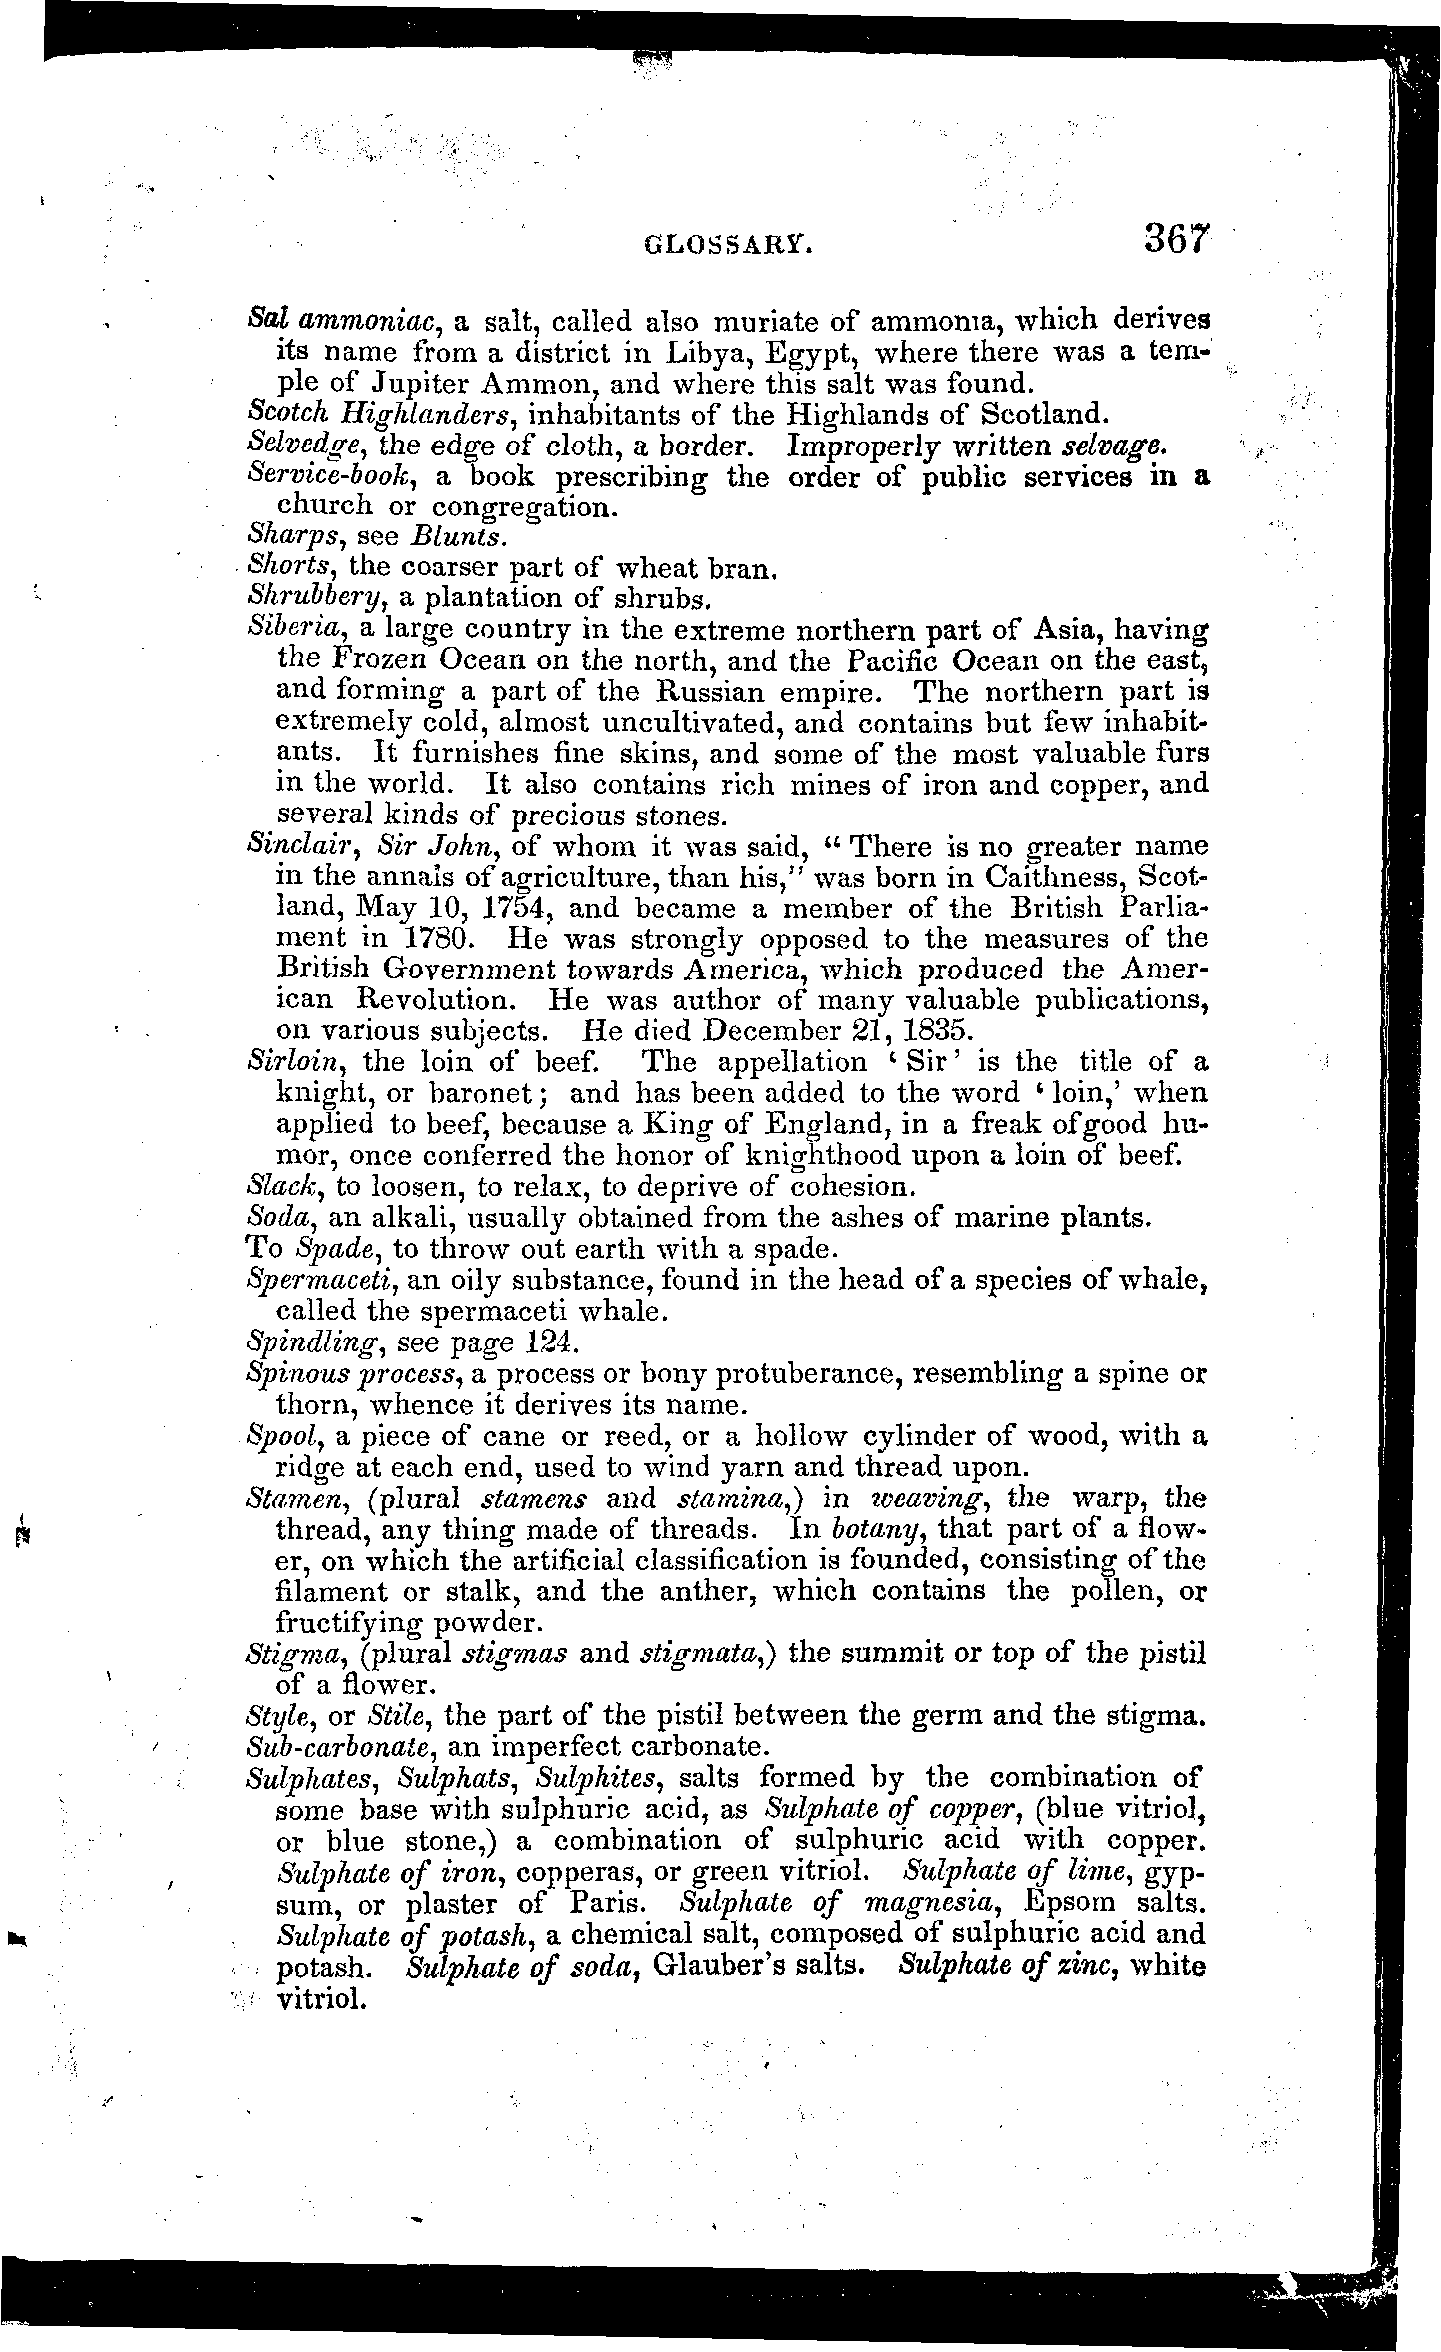 GLOSSARY. 367
Sal ammoniac, a salt, called also muriate of ammonia, which derives
its name from a district in Libya, Egypt, where there was a tem-
ple of Jupiter Ammon, and where this salt was found.
Scotch Highlanders, inhabitants of the Highlands of Scotland.
Selvedge, the edge of cloth, a border. Improperly written selvage.
Service-book, a book prescribing the order of public services in a
church or congregation.
Sharps, see Blunts.
Shorts, the coarser part of wheat bran.
Shrubbery, a plantation of shrubs.
Siberia, a large country in the extreme northern part of Asia, having
the Frozen Ocean on the north, and the Pacific Ocean on the east,
and forming a part of the Russian empire. The northern part is
extremely cold, almost uncultivated, and contains but few inhabit-
ants. It furnishes fine skins, and some of the most valuable furs
in the world. It also contains rich mines of iron and copper, and
several kinds of precious stones.
Sinclair, Sir John, of whom it was said, "There is no greater name
in the annals of agriculture, than his," was born in Caithness, Scot-
land, May 10, 1754, and became a member of the British Parlia-
ment in 1780. He was strongly opposed to the measures of the
British Government towards America, which produced the Amer-
ican Revolution. He was author of many valuable publications,
on various subjects. He died December 21, 1835.
Sirloin, the loin of beef. The appellation 'Sir' is the title of a
knight, or baronet; and has been added to the word 'loin,' when
applied to beef, because a King of England, in a freak of good hu-
mor, once conferred the honor of knighthood upon a loin of beef.
Slack, to loosen, to relax, to deprive of cohesion.
Soda, an alkali, usually obtained from the ashes of marine plants.
To Spade, to throw out earth with a spade.
Spermaceti, an oily substance, found in the head of a species of whale,
called the spermaceti whale.
Spindling, see page 124.
Spinous process, a process or bony protuberance, resembling a spine or
thorn, whence it derives its name.
Spool, a piece of cane or reed, or a hollow cylinder of wood, with a
ridge at each end, used to wind yarn and thread upon.
Stamen, (plural stamens and stamina,) in weaving, the warp, the
thread, any thing made of threads. In botany, that part of a flow-
er, on which the artificial classification is founded, consisting of the
filament or stalk, and the anther, which contains the pollen, or
fructifying powder.
Stigma, (plural stigmas and stigmata,) the summit or top of the pistil
of a flower.
Style, or Stile, the part of the pistil between the germ and the stigma.
Sub-carbonate, an imperfect carbonate.
Sulphates, Sulphats, Sulphites, salts formed by the combination of
some base with sulphuric acid, as Sulphate of copper, (blue vitriol,
or blue stone,) a combination of sulphuric acid with copper.
Sulphate of iron, copperas, or green vitriol. Sulphate of lime, gyp-
sum, or plaster of Paris. Sulphate of magnesia, Epsom salts.
Sulphate of potash, a chemical salt, composed of sulphuric acid and
potash. Sulphate of soda, Glauber's salts. Sulphate of zinc, white
vitriol.